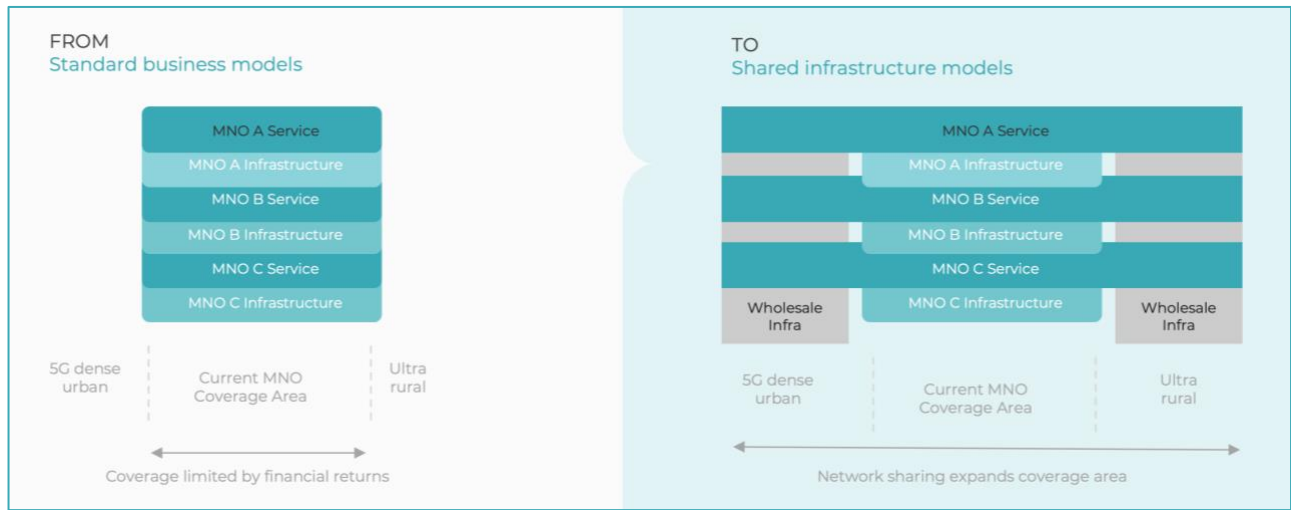 FROM
Standard business models
MNO A Service
MNO A Infrastructure
MNO B Service
MNO B Infrastructure
MNO C Service
MNO C Infrastructure
5G dense
urban
Current MNO
Coverage Area
Ultra
rural
Coverage limited by financial returns
TO
Shared infrastructure models
MNO A Service
MNO A Infrastructure
MNO B Service
MNO B Infrastructure
MNO C Service
Wholesale
Infra
MNO C Infrastructure
Wholesale
Infra
5G dense
urban
Current MNO
Coverage Area
Ultra
rural
Network sharing expands coverage area